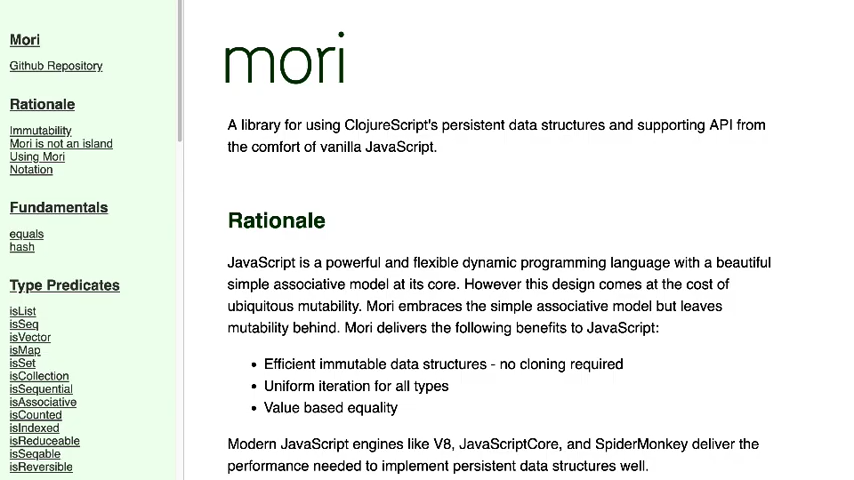 Mori
Github Repository
Rationale
Immutability
Mori is not an island
Using Mori
Notation
Fundamentals
equals
hash
Type Predicates
isList
isSeq
isVector
isMap
isSet
isCollection
isSequential
isAssociative
isCounted
isIndexed
isReduceable
isSeqable
isReversible
mori
A library for using ClojureScript's persistent data structures and supporting API from
the comfort of vanilla JavaScript.
Rationale
JavaScript is a powerful and flexible dynamic programming language with a beautiful
simple associative model at its core. However this design comes at the cost of
ubiquitous mutability. Mori embraces the simple associative model but leaves
mutability behind. Mori delivers the following benefits to JavaScript:
• Efficient immutable data structures - no cloning required
• Uniform iteration for all types
• Value based equality
Modern JavaScript engines like V8, JavaScriptCore, and SpiderMonkey deliver the
performance needed to implement persistent data structures well.